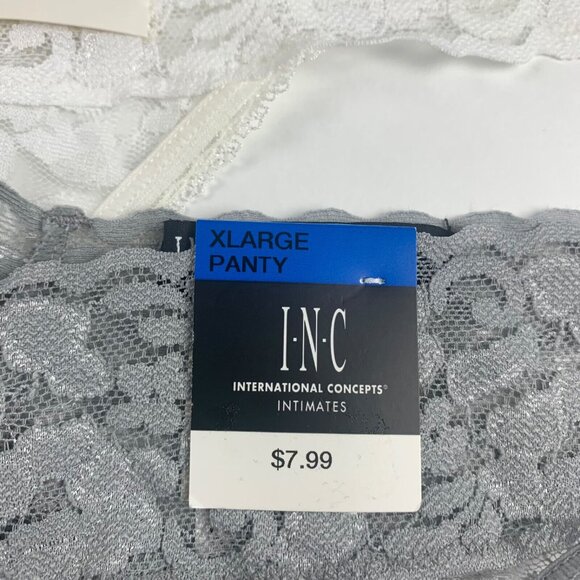 XLARGE
PANTY
I·N·C
INTERNATIONAL CONCEPTS®
INTIMATES
$7.99